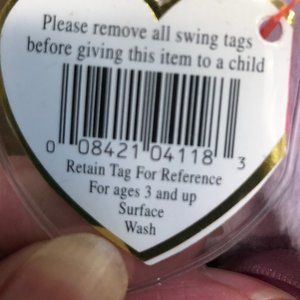 Please remove all swing tags
before giving this item to a child
0 08421 04118 3
Retain Tag For Reference
For ages 3 and up
Surface
Wash